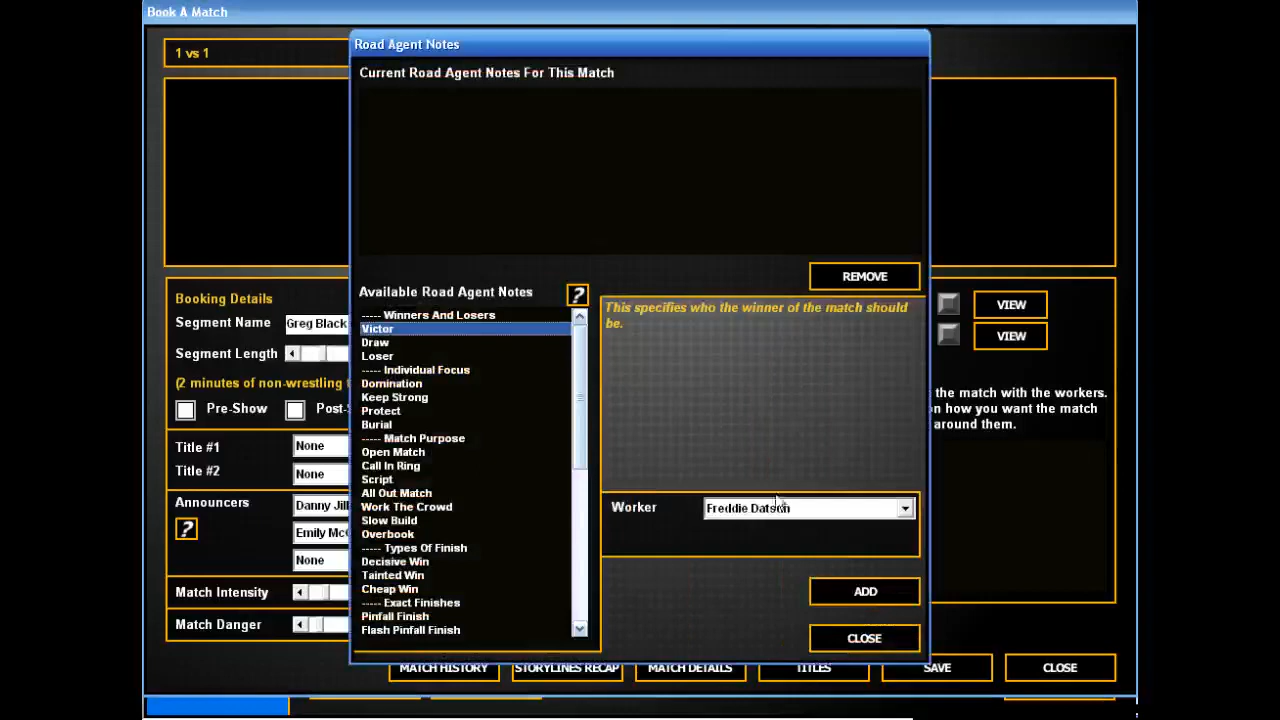 Book A Match
1 vs 1
Road Agent Notes
Current Road Agent Notes For This Match
REMOVE
Available Road Agent Notes
?
----- Winners And Losers
Victor
Draw
Loser
----- Individual Focus
Domination
Keep Strong
Protect
Burial
----- Match Purpose
Open Match
Call In Ring
Script
All Out Match
Work The Crowd
Slow Build
Overbook
----- Types Of Finish
Decisive Win
Tainted Win
Cheap Win
----- Exact Finishes
Pinfall Finish
Flash Pinfall Finish
This specifies who the winner of the match should
be.
Worker
Freddie Datson
ADD
CLOSE
Booking Details
Segment Name
Greg Black
Segment Length
(2 minutes of non-wrestling
Pre-Show
Post-
Title #1
None
Title #2
None
Announcers
Danny Jill
?
Emily McC
None
Match Intensity
Match Danger
VIEW
VIEW
the match with the workers.
on how you want the match
around them.
MATCH HISTORY
STORYLINES RECAP
MATCH DETAILS
TITLES
SAVE
CLOSE